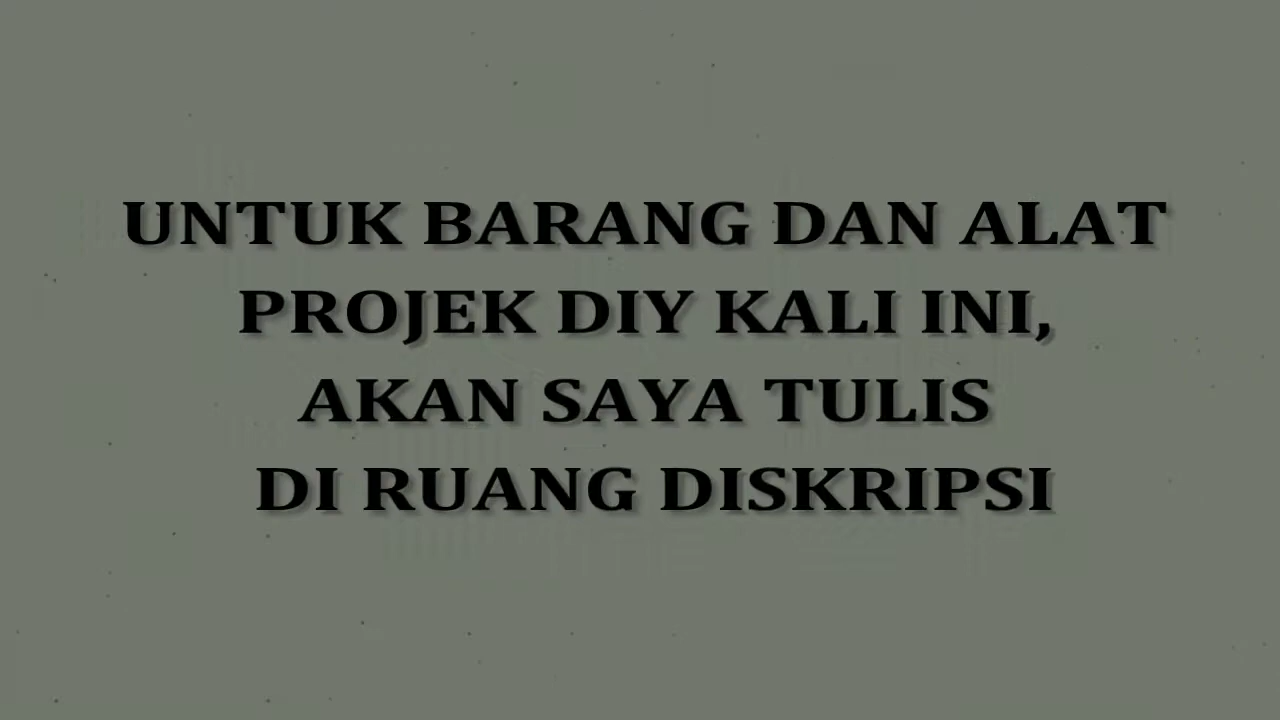 UNTUK BARANG DAN ALAT
PROJEK DIY KALI INI,
AKAN SAYA TULIS
DI RUANG DISKRIPSI